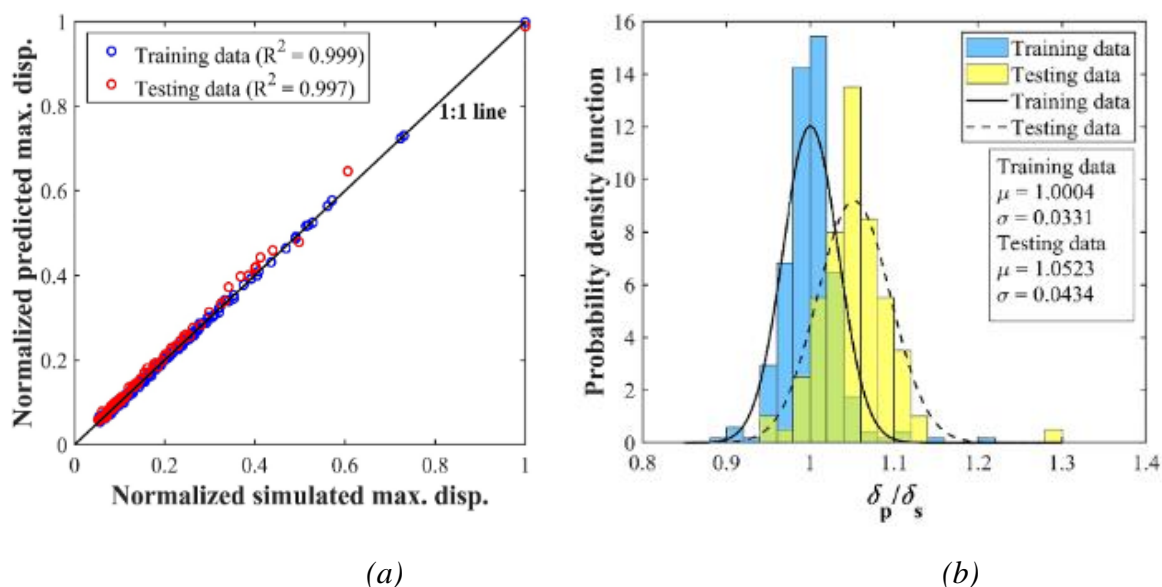 Normalized predicted max. disp.
1
0.8
0.6
0.4
0.2
0
Training data (R² = 0.999)
Testing data (R² = 0.997)
1:1 line
0 0.2 0.4 0.6 0.8 1
Normalized simulated max. disp.
(a)
Probability density function
16
14
12
10
8
6
4
2
0
Training data
Testing data
Training data
Testing data
Training data
μ = 1.0004
σ = 0.0331
Testing data
μ = 1.0523
σ = 0.0434
0.8 0.9 1 1.1 1.2 1.3 1.4
δp/δs
(b)